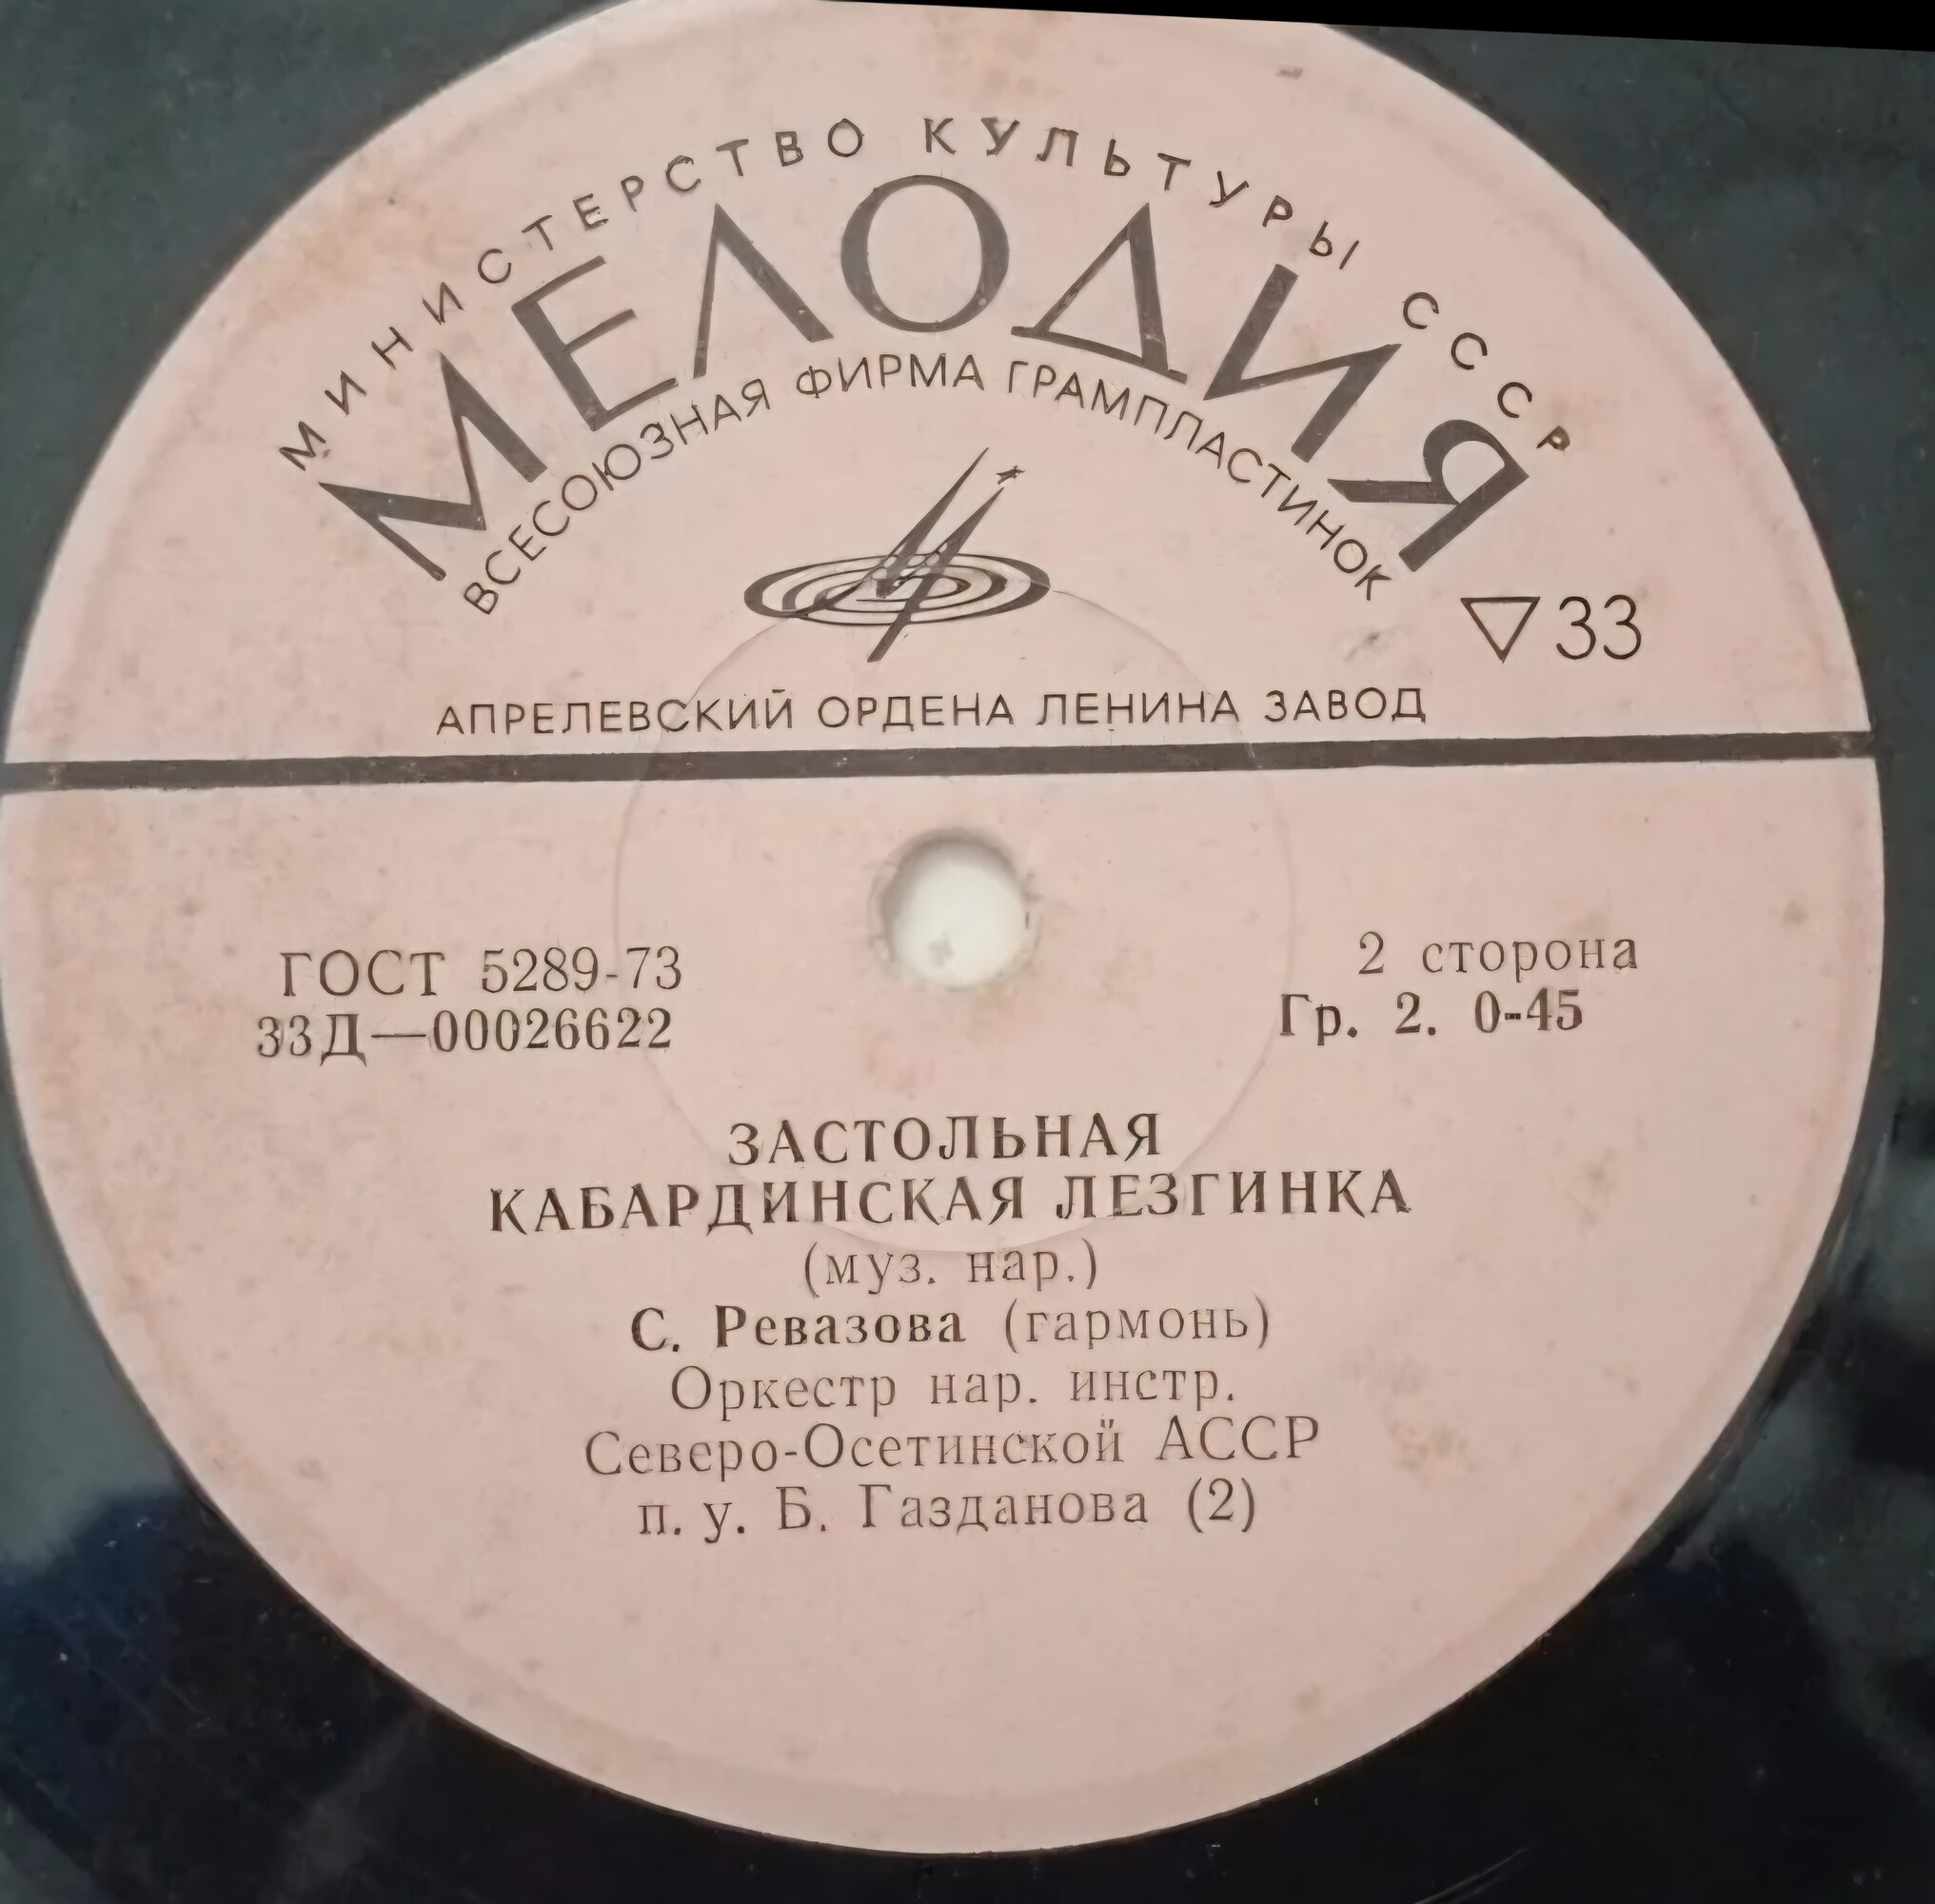 МИНИСТЕРСТВО КУЛЬТУРЫ СССР
МЕЛОДИЯ
ВСЕСОЮЗНАЯ ФИРМА ГРАМПЛАСТИНОК
33
АПРЕЛЕВСКИЙ ОРДЕНА ЛЕНИНА ЗАВОД
ГОСТ 5289-73
33Д—00026622
2 сторона
Гр. 2. 0-45
ЗАСТОЛЬНАЯ
КАБАРДИНСКАЯ ЛЕЗГИНКА
(муз. нар.)
С. Ревазова (гармонь)
Оркестр нар. инстр.
Северо-Осетинской АССР
п. у. Б. Газданова (2)